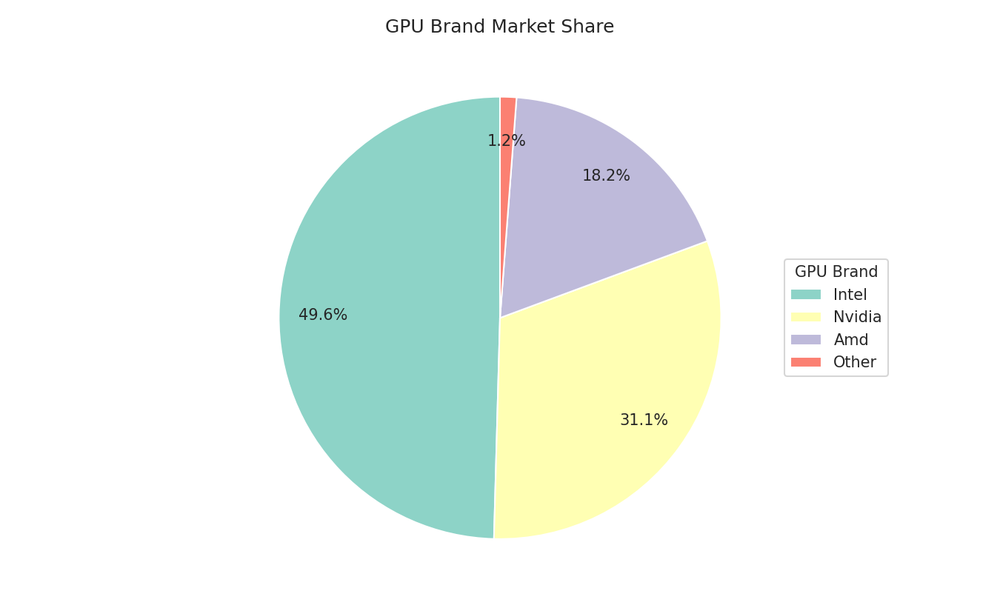 GPU Brand Market Share
1.2%
18.2%
49.6%
31.1%
GPU Brand
Intel
Nvidia
Amd
Other